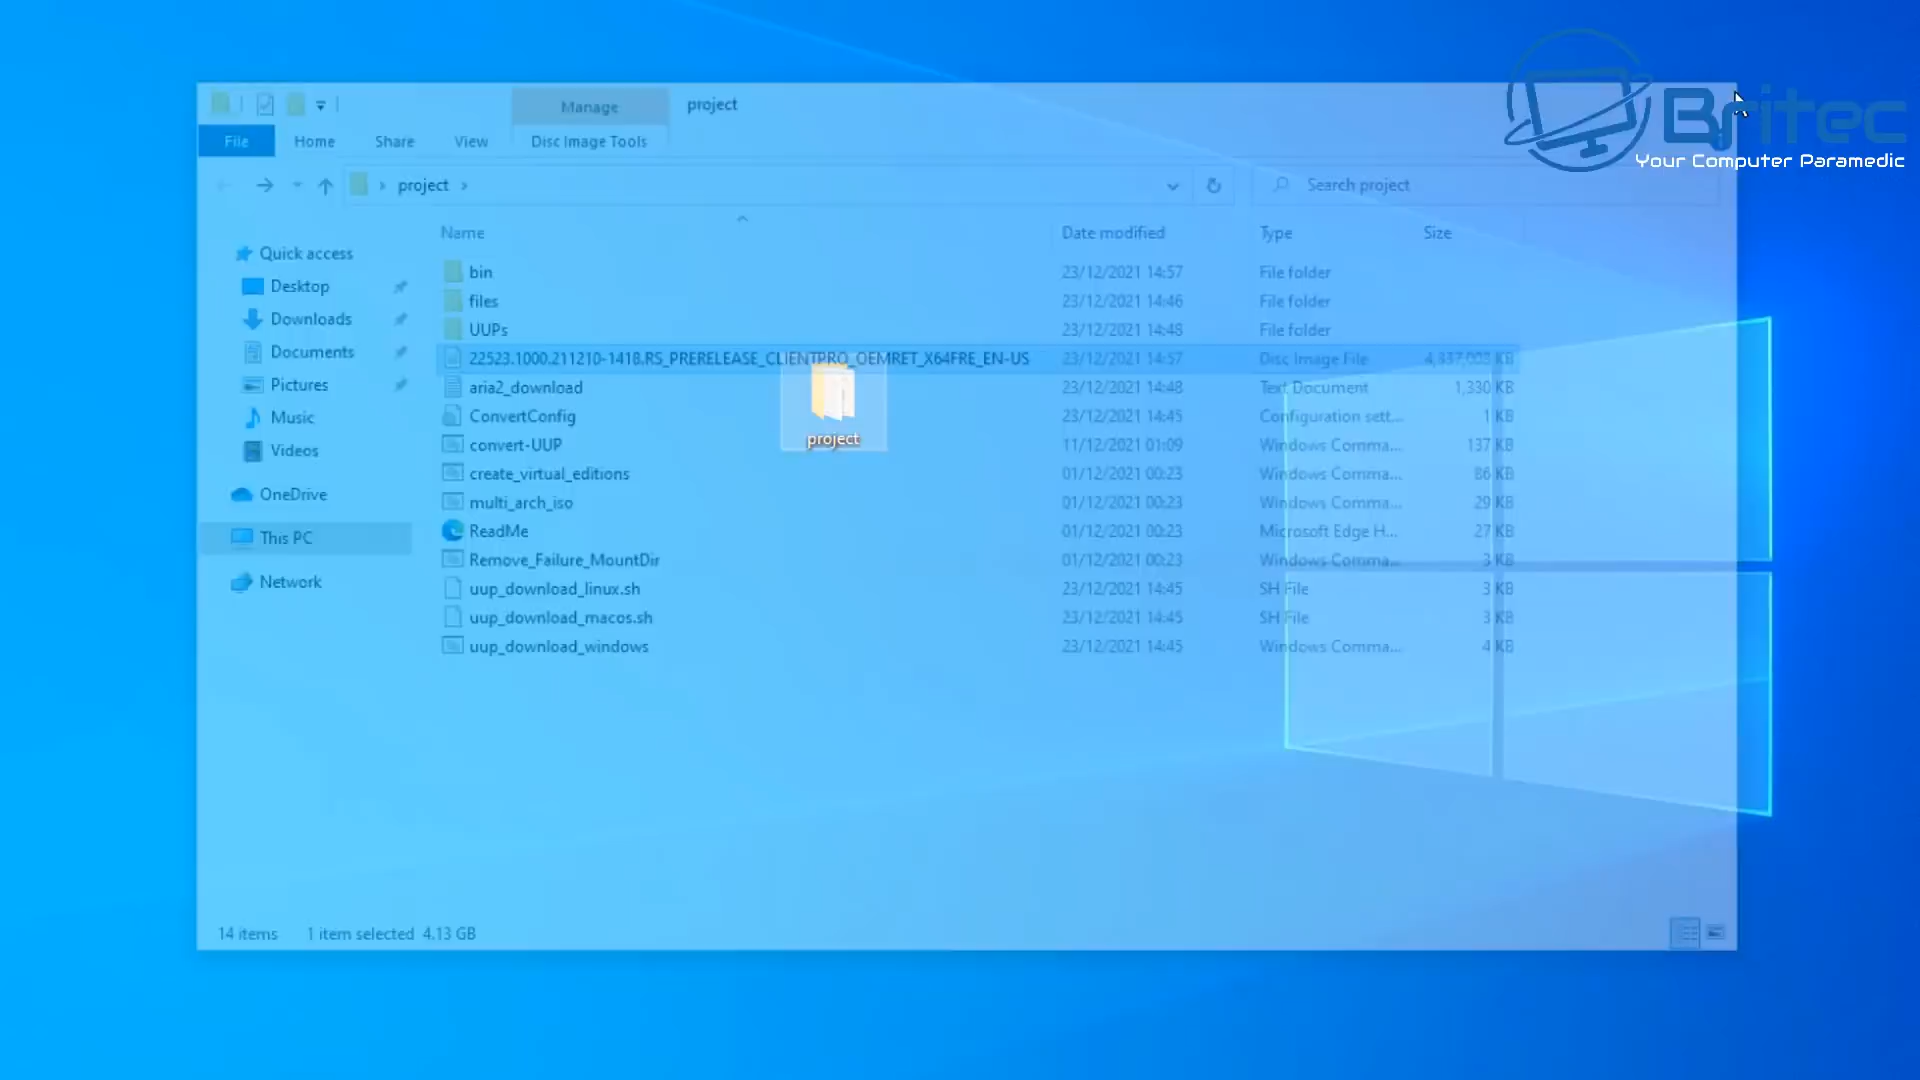 Manage project
File Home Share View Disc Image Tools
project
Search project
Name Date modified Type Size
Quick access
Desktop
Downloads
Documents
Pictures
Music
Videos
OneDrive
This PC
Network
bin 23/12/2021 14:57 File folder
files 23/12/2021 14:46 File folder
UUPs 23/12/2021 14:48 File folder
22523.1000.211210-1418.RS_PRERELEASE_CLIENTPRO_OEMRET_X64FRE_EN-US 23/12/2021 14:57 Disc Image File KB
aria2_download 23/12/2021 14:48 Text Document 1,330 KB
ConvertConfig 23/12/2021 14:45 Configuration sett... 1 KB
convert-UUP 11/12/2021 01:09 Windows Comma... 137 KB
create_virtual_editions 01/12/2021 00:23 Windows Comma... 86 KB
multi_arch_iso 01/12/2021 00:23 Windows Comma... 29 KB
ReadMe 01/12/2021 00:23 Microsoft Edge H... 27 KB
Remove_Failure_MountDir 01/12/2021 00:23 Windows Comma... 3 KB
uup_download_linux.sh 23/12/2021 14:45 SH File 3 KB
uup_download_macos.sh 23/12/2021 14:45 SH File 3 KB
uup_download_windows 23/12/2021 14:45 Windows Comma... 4 KB
project
14 items 1 item selected 4.13 GB
Britec
Your Computer Paramedic